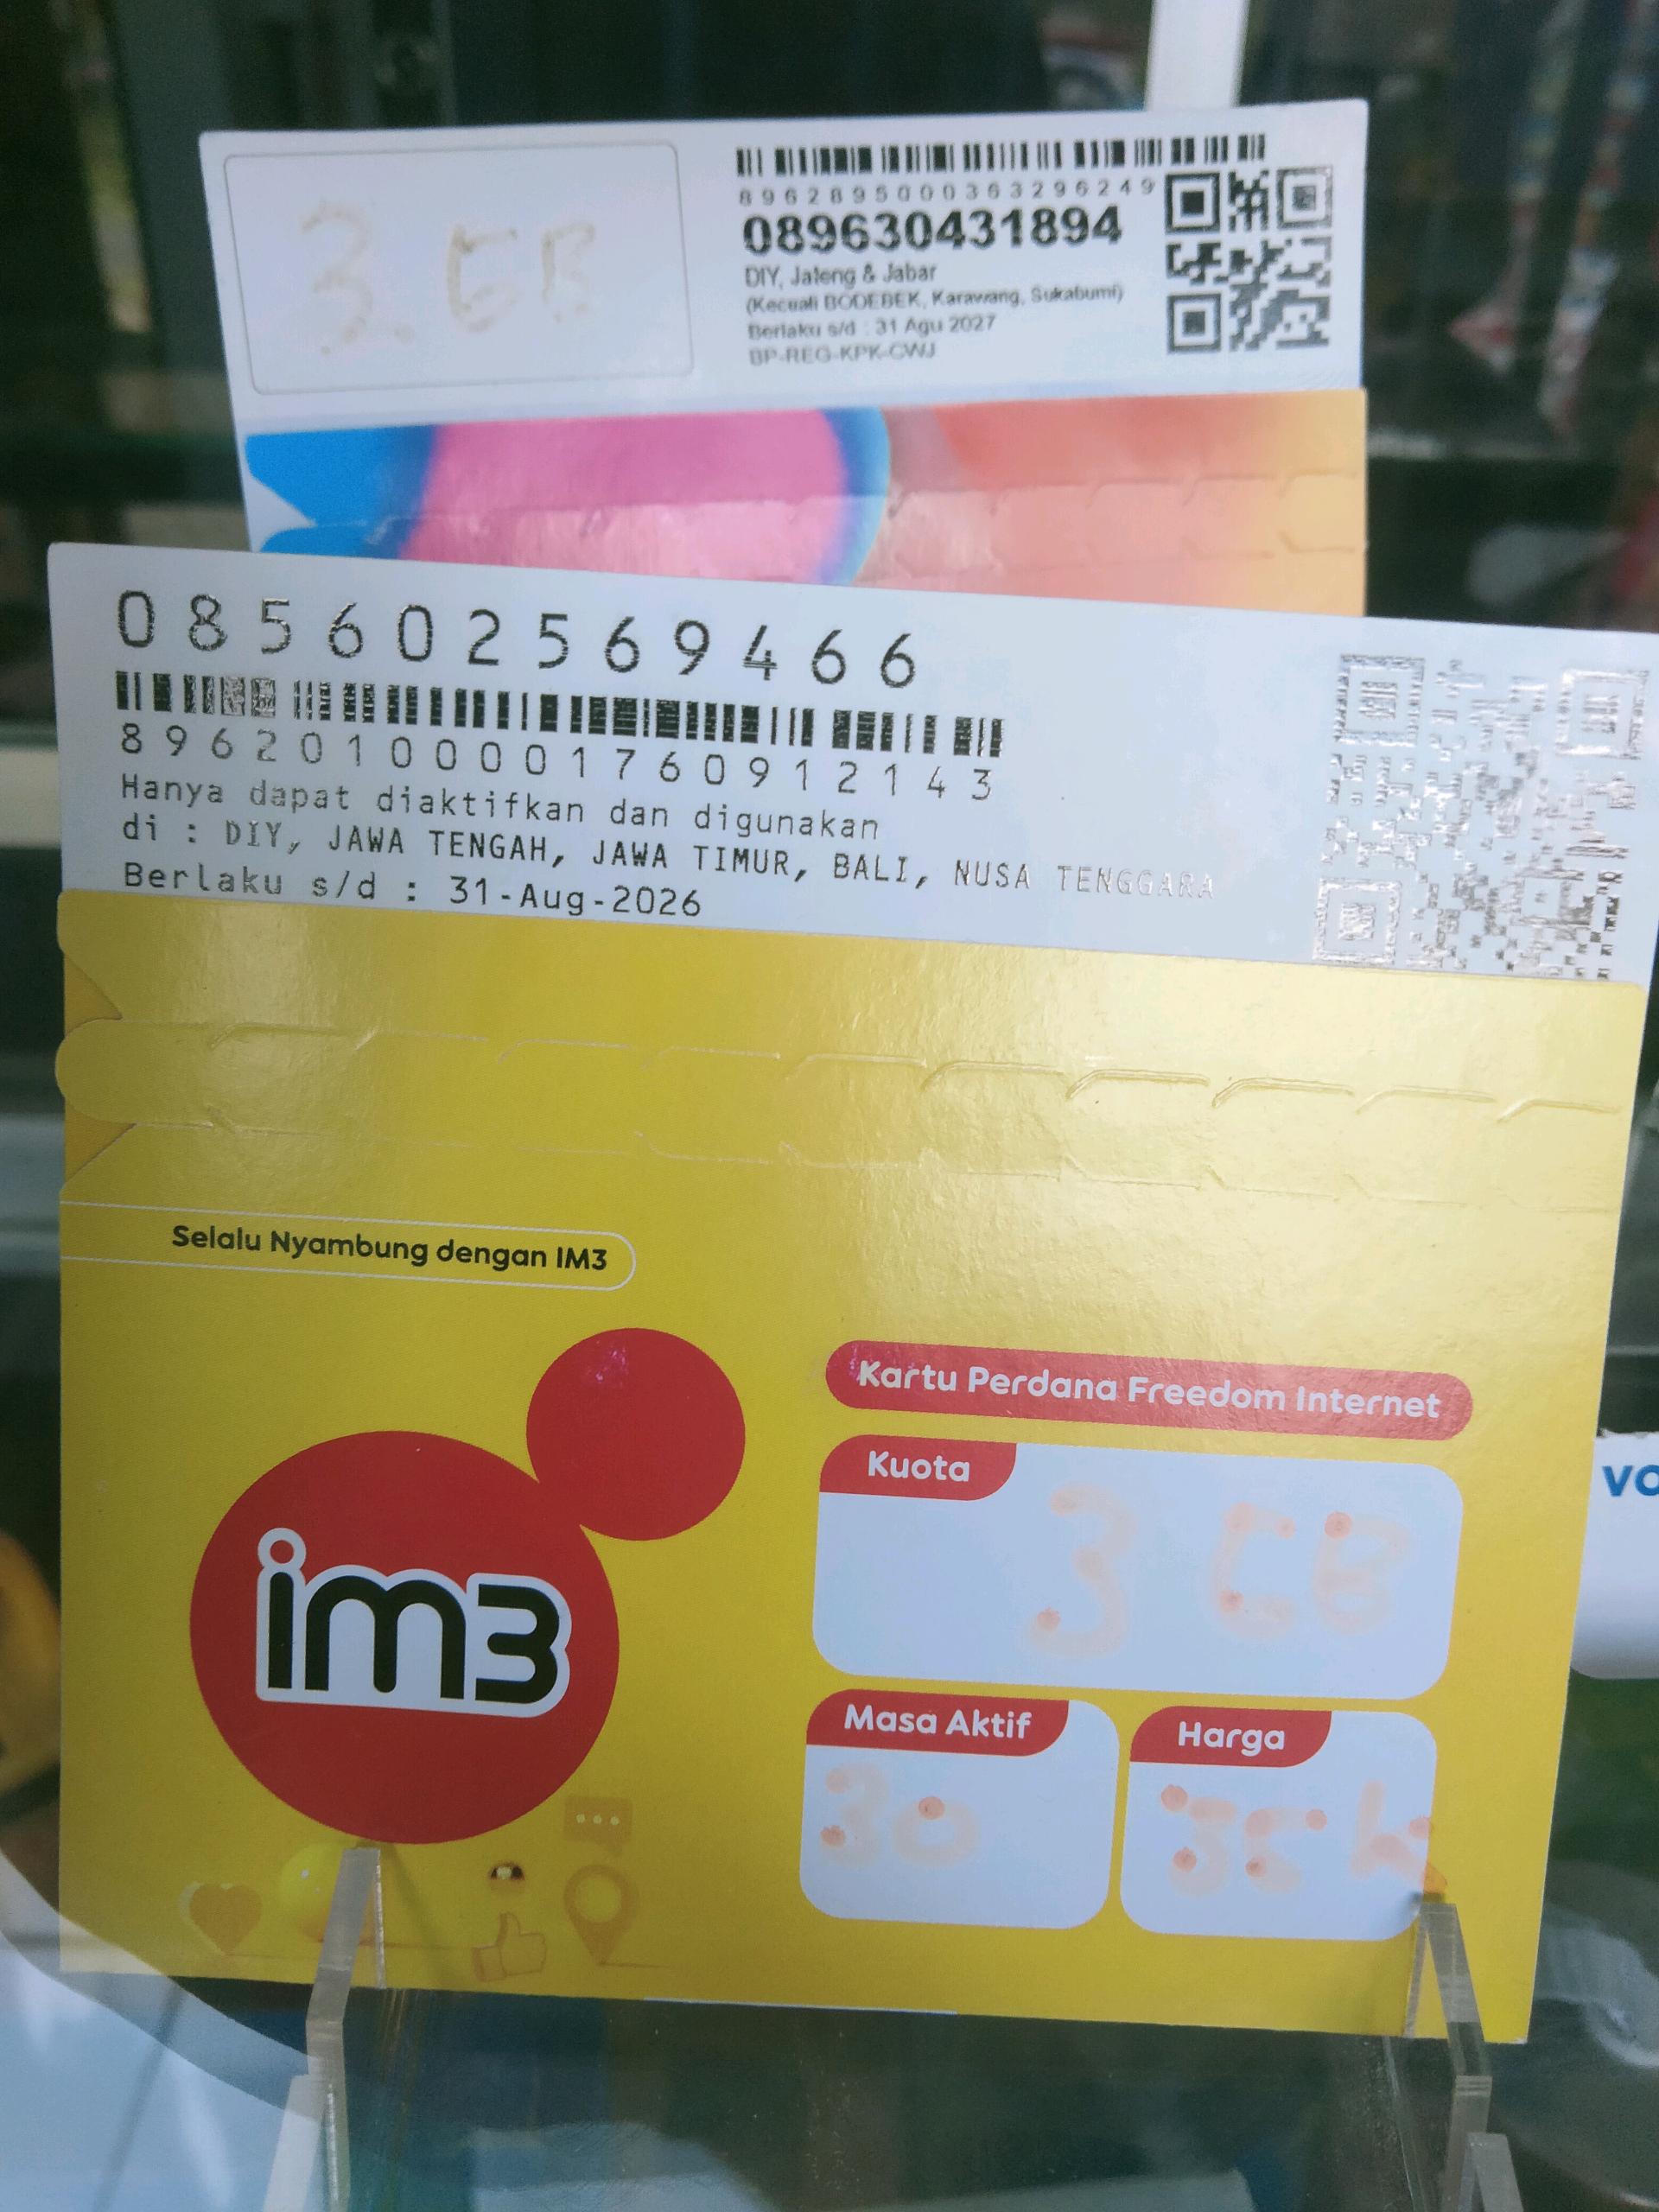 3 GB
8962895000363296249
089630431894
DIY, Jateng & Jabar
(Kecuali BODEBEK, Karawang, Sukabumi)
Berlaku s/d : 31 Agu 2027
BP-REG-KPK-CWJ
085602569466
8962010000176091 2143
Hanya dapat diaktifkan dan digunakan
di : DIY, JAWA TENGAH, JAWA TIMUR, BALI, NUSA TENGGARA
Berlaku s/d : 31-Aug-2026
Selalu Nyambung dengan IM3
im3
Kartu Perdana Freedom Internet
Kuota
3 GB
Masa Aktif
30
Harga